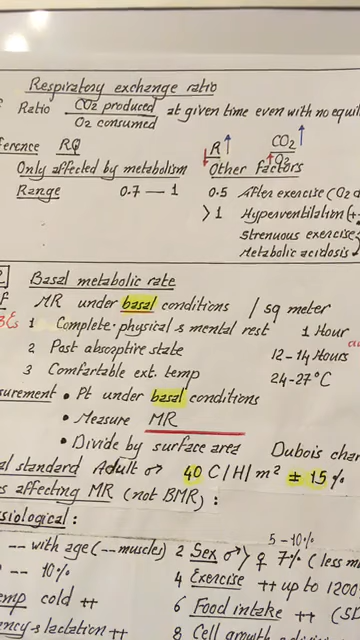 Respiratory exchange ratio
Ratio CO2 produced / O2 consumed at given time even with no equil
ference RQ R ↑ CO2 ↑
↓ ↑ O2
Only affected by metabolism Other factors
Range 0.7 — 1 0.5 After exercise (O2 d
>1 Hyperventilation (+
Strenuous exercise
Metabolic acidosis
Basal metabolic rate
MR under basal conditions / sq meter
1 Complete physical & mental rest 1 Hour
2 Post absorptive state 12-14 Hours
3 Comfortable ext. temp 24-27°C
surement • Pt under basal conditions
• Measure MR
• Divide by surface area Dubois char
al standard Adult ♂ 40 C/H/m² ± 15%
s affecting MR (not BMR) :
siological :
5-10%
-- with age (-- muscles) 2 Sex ♂ > ♀ 7% (less m
-- 10% 4 Exercise ++ up to 1200
emp cold ++ 6 Food intake ++ (SD
ncy & lactation ++ 8 Cell growth